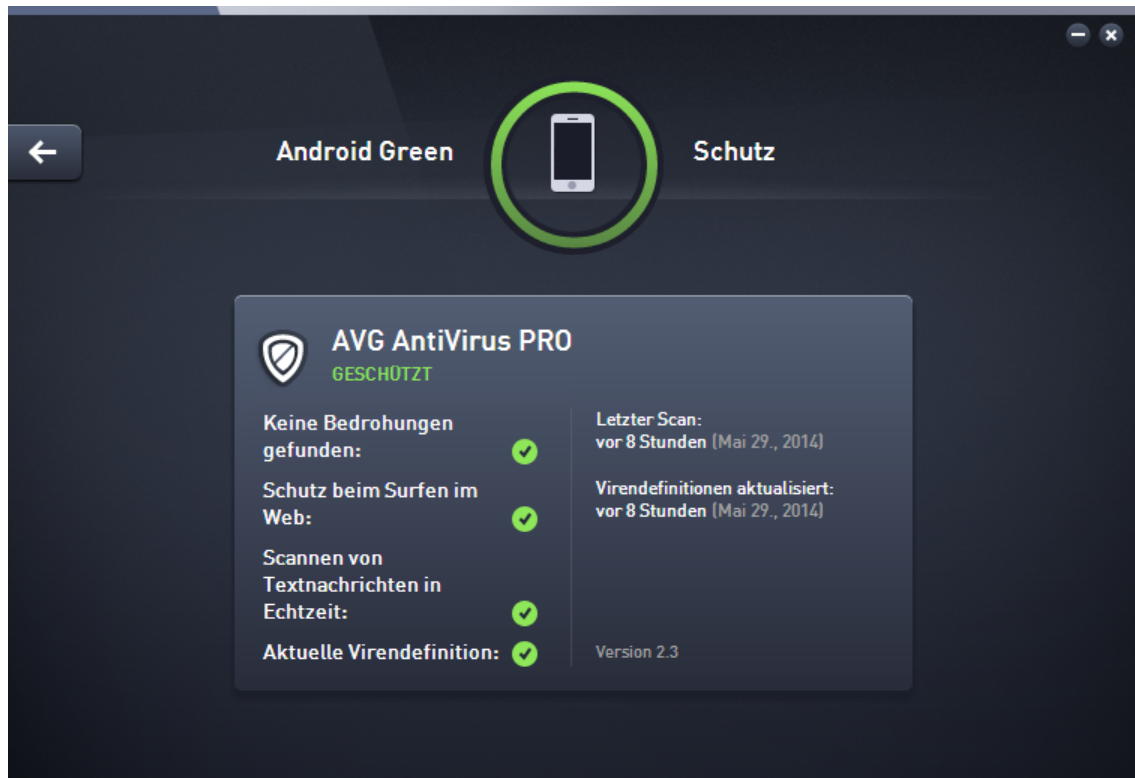 Android Green
Schutz
AVG AntiVirus PRO
GESCHÜTZT
Keine Bedrohungen
gefunden:
Schutz beim Surfen im
Web:
Scannen von
Textnachrichten in
Echtzeit:
Aktuelle Virendefinition:
Letzter Scan:
vor 8 Stunden (Mai 29., 2014)
Virendefinitionen aktualisiert:
vor 8 Stunden (Mai 29., 2014)
Version 2.3